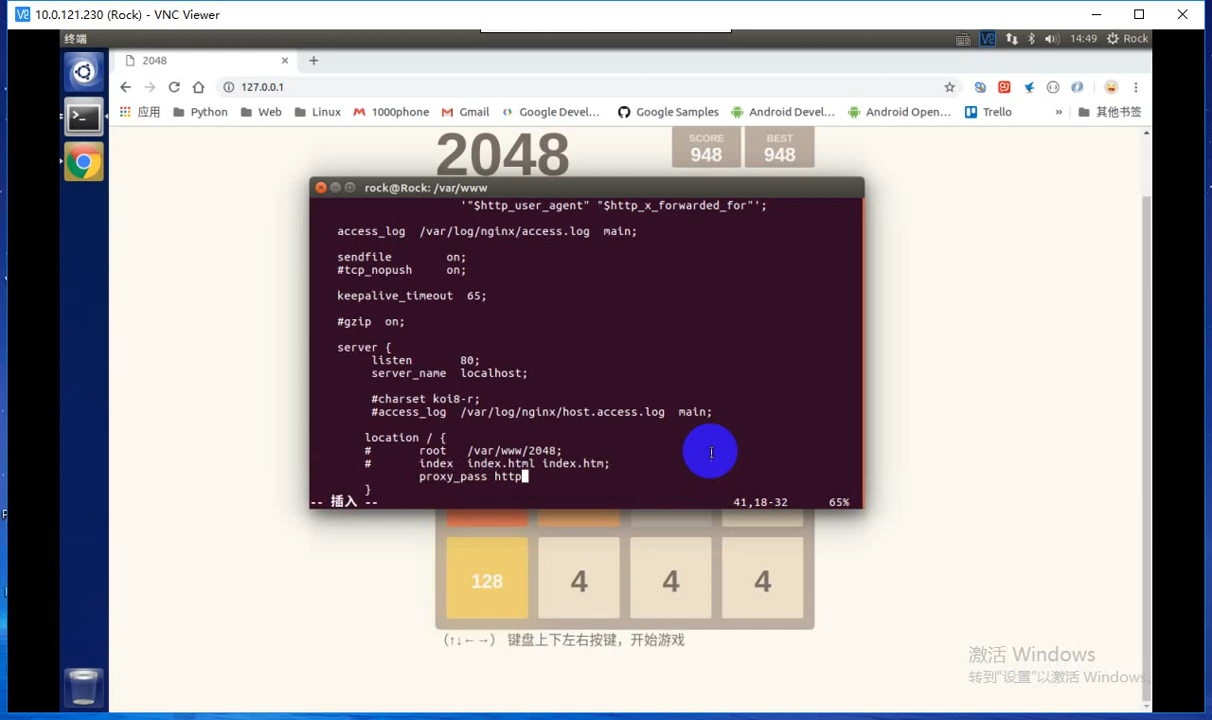 10.0.121.230 (Rock) - VNC Viewer
终端
14:49
Rock
2048
127.0.0.1
应用
Python
Web
Linux
1000phone
Gmail
Google Devel...
Google Samples
Android Devel...
Android Open...
Trello
»
其他书签
2048
SCORE
948
BEST
948
rock@Rock: /var/www
'"$http_user_agent" "$http_x_forwarded_for"';
access_log /var/log/nginx/access.log main;
sendfile on;
#tcp_nopush on;
keepalive_timeout 65;
#gzip on;
server {
listen 80;
server_name localhost;
#charset koi8-r;
#access_log /var/log/nginx/host.access.log main;
location / {
# root /var/www/2048;
# index index.html index.htm;
proxy_pass http
}
-- 插入 --
41,18-32 65%
128
4
4
4
（↑↓←→） 键盘上下左右按键，开始游戏
激活 Windows
转到"设置"以激活 Windows。